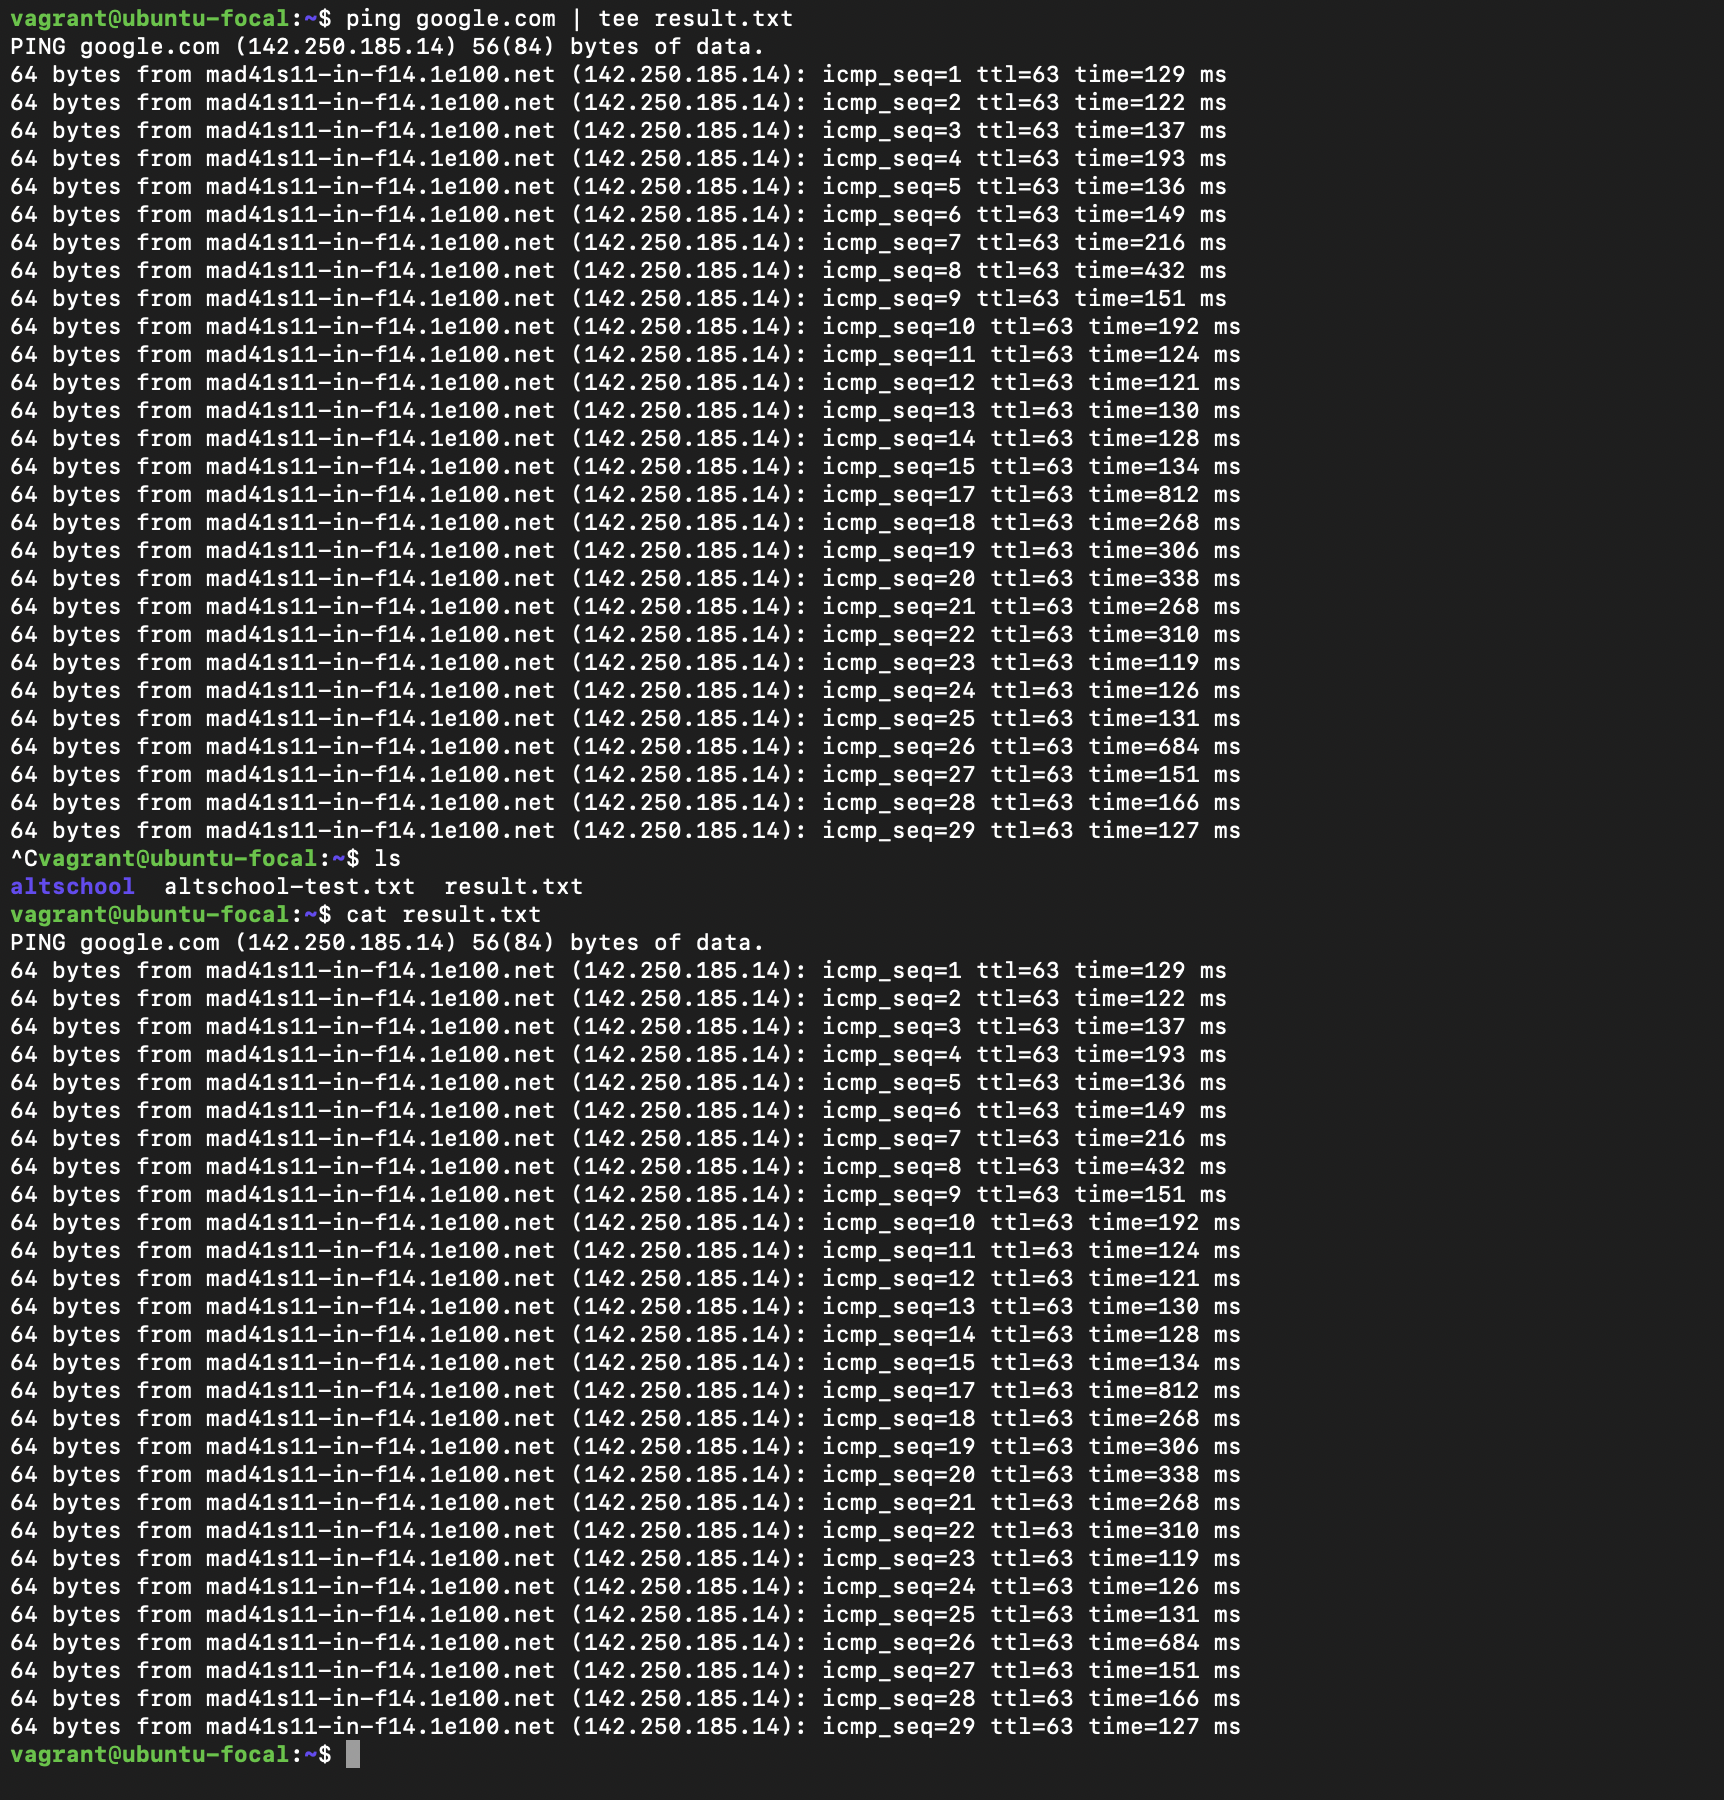 vagrant@ubuntu-focal:~$ ping google.com | tee result.txt
PING google.com (142.250.185.14) 56(84) bytes of data.
64 bytes from mad41s11-in-f14.1e100.net (142.250.185.14): icmp_seq=1 ttl=63 time=129 ms
64 bytes from mad41s11-in-f14.1e100.net (142.250.185.14): icmp_seq=2 ttl=63 time=122 ms
64 bytes from mad41s11-in-f14.1e100.net (142.250.185.14): icmp_seq=3 ttl=63 time=137 ms
64 bytes from mad41s11-in-f14.1e100.net (142.250.185.14): icmp_seq=4 ttl=63 time=193 ms
64 bytes from mad41s11-in-f14.1e100.net (142.250.185.14): icmp_seq=5 ttl=63 time=136 ms
64 bytes from mad41s11-in-f14.1e100.net (142.250.185.14): icmp_seq=6 ttl=63 time=149 ms
64 bytes from mad41s11-in-f14.1e100.net (142.250.185.14): icmp_seq=7 ttl=63 time=216 ms
64 bytes from mad41s11-in-f14.1e100.net (142.250.185.14): icmp_seq=8 ttl=63 time=432 ms
64 bytes from mad41s11-in-f14.1e100.net (142.250.185.14): icmp_seq=9 ttl=63 time=151 ms
64 bytes from mad41s11-in-f14.1e100.net (142.250.185.14): icmp_seq=10 ttl=63 time=192 ms
64 bytes from mad41s11-in-f14.1e100.net (142.250.185.14): icmp_seq=11 ttl=63 time=124 ms
64 bytes from mad41s11-in-f14.1e100.net (142.250.185.14): icmp_seq=12 ttl=63 time=121 ms
64 bytes from mad41s11-in-f14.1e100.net (142.250.185.14): icmp_seq=13 ttl=63 time=130 ms
64 bytes from mad41s11-in-f14.1e100.net (142.250.185.14): icmp_seq=14 ttl=63 time=128 ms
64 bytes from mad41s11-in-f14.1e100.net (142.250.185.14): icmp_seq=15 ttl=63 time=134 ms
64 bytes from mad41s11-in-f14.1e100.net (142.250.185.14): icmp_seq=17 ttl=63 time=812 ms
64 bytes from mad41s11-in-f14.1e100.net (142.250.185.14): icmp_seq=18 ttl=63 time=268 ms
64 bytes from mad41s11-in-f14.1e100.net (142.250.185.14): icmp_seq=19 ttl=63 time=306 ms
64 bytes from mad41s11-in-f14.1e100.net (142.250.185.14): icmp_seq=20 ttl=63 time=338 ms
64 bytes from mad41s11-in-f14.1e100.net (142.250.185.14): icmp_seq=21 ttl=63 time=268 ms
64 bytes from mad41s11-in-f14.1e100.net (142.250.185.14): icmp_seq=22 ttl=63 time=310 ms
64 bytes from mad41s11-in-f14.1e100.net (142.250.185.14): icmp_seq=23 ttl=63 time=119 ms
64 bytes from mad41s11-in-f14.1e100.net (142.250.185.14): icmp_seq=24 ttl=63 time=126 ms
64 bytes from mad41s11-in-f14.1e100.net (142.250.185.14): icmp_seq=25 ttl=63 time=131 ms
64 bytes from mad41s11-in-f14.1e100.net (142.250.185.14): icmp_seq=26 ttl=63 time=684 ms
64 bytes from mad41s11-in-f14.1e100.net (142.250.185.14): icmp_seq=27 ttl=63 time=151 ms
64 bytes from mad41s11-in-f14.1e100.net (142.250.185.14): icmp_seq=28 ttl=63 time=166 ms
64 bytes from mad41s11-in-f14.1e100.net (142.250.185.14): icmp_seq=29 ttl=63 time=127 ms
^Cvagrant@ubuntu-focal:~$ ls
altschool  altschool-test.txt  result.txt
vagrant@ubuntu-focal:~$ cat result.txt
PING google.com (142.250.185.14) 56(84) bytes of data.
64 bytes from mad41s11-in-f14.1e100.net (142.250.185.14): icmp_seq=1 ttl=63 time=129 ms
64 bytes from mad41s11-in-f14.1e100.net (142.250.185.14): icmp_seq=2 ttl=63 time=122 ms
64 bytes from mad41s11-in-f14.1e100.net (142.250.185.14): icmp_seq=3 ttl=63 time=137 ms
64 bytes from mad41s11-in-f14.1e100.net (142.250.185.14): icmp_seq=4 ttl=63 time=193 ms
64 bytes from mad41s11-in-f14.1e100.net (142.250.185.14): icmp_seq=5 ttl=63 time=136 ms
64 bytes from mad41s11-in-f14.1e100.net (142.250.185.14): icmp_seq=6 ttl=63 time=149 ms
64 bytes from mad41s11-in-f14.1e100.net (142.250.185.14): icmp_seq=7 ttl=63 time=216 ms
64 bytes from mad41s11-in-f14.1e100.net (142.250.185.14): icmp_seq=8 ttl=63 time=432 ms
64 bytes from mad41s11-in-f14.1e100.net (142.250.185.14): icmp_seq=9 ttl=63 time=151 ms
64 bytes from mad41s11-in-f14.1e100.net (142.250.185.14): icmp_seq=10 ttl=63 time=192 ms
64 bytes from mad41s11-in-f14.1e100.net (142.250.185.14): icmp_seq=11 ttl=63 time=124 ms
64 bytes from mad41s11-in-f14.1e100.net (142.250.185.14): icmp_seq=12 ttl=63 time=121 ms
64 bytes from mad41s11-in-f14.1e100.net (142.250.185.14): icmp_seq=13 ttl=63 time=130 ms
64 bytes from mad41s11-in-f14.1e100.net (142.250.185.14): icmp_seq=14 ttl=63 time=128 ms
64 bytes from mad41s11-in-f14.1e100.net (142.250.185.14): icmp_seq=15 ttl=63 time=134 ms
64 bytes from mad41s11-in-f14.1e100.net (142.250.185.14): icmp_seq=17 ttl=63 time=812 ms
64 bytes from mad41s11-in-f14.1e100.net (142.250.185.14): icmp_seq=18 ttl=63 time=268 ms
64 bytes from mad41s11-in-f14.1e100.net (142.250.185.14): icmp_seq=19 ttl=63 time=306 ms
64 bytes from mad41s11-in-f14.1e100.net (142.250.185.14): icmp_seq=20 ttl=63 time=338 ms
64 bytes from mad41s11-in-f14.1e100.net (142.250.185.14): icmp_seq=21 ttl=63 time=268 ms
64 bytes from mad41s11-in-f14.1e100.net (142.250.185.14): icmp_seq=22 ttl=63 time=310 ms
64 bytes from mad41s11-in-f14.1e100.net (142.250.185.14): icmp_seq=23 ttl=63 time=119 ms
64 bytes from mad41s11-in-f14.1e100.net (142.250.185.14): icmp_seq=24 ttl=63 time=126 ms
64 bytes from mad41s11-in-f14.1e100.net (142.250.185.14): icmp_seq=25 ttl=63 time=131 ms
64 bytes from mad41s11-in-f14.1e100.net (142.250.185.14): icmp_seq=26 ttl=63 time=684 ms
64 bytes from mad41s11-in-f14.1e100.net (142.250.185.14): icmp_seq=27 ttl=63 time=151 ms
64 bytes from mad41s11-in-f14.1e100.net (142.250.185.14): icmp_seq=28 ttl=63 time=166 ms
64 bytes from mad41s11-in-f14.1e100.net (142.250.185.14): icmp_seq=29 ttl=63 time=127 ms
vagrant@ubuntu-focal:~$